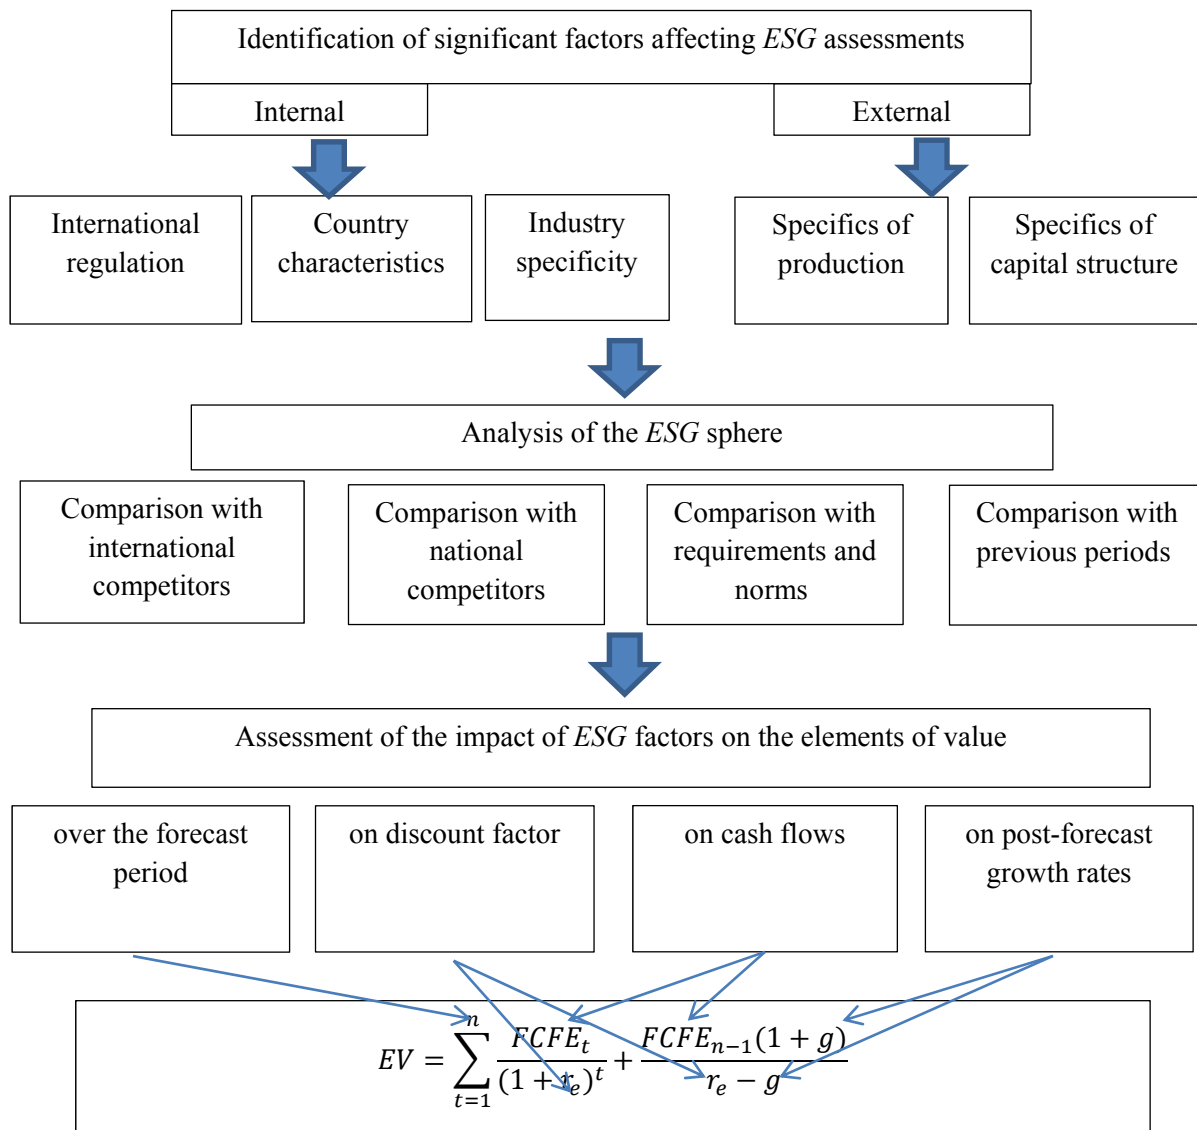 Identification of significant factors affecting ESG assessments
Internal
External
International
regulation
Country
characteristics
Industry
specificity
Specifics of
production
Specifics of
capital structure
Analysis of the ESG sphere
Comparison with
international
competitors
Comparison with
national
competitors
Comparison with
requirements and
norms
Comparison with
previous periods
Assessment of the impact of ESG factors on the elements of value
over the forecast
period
on discount factor
on cash flows
on post-forecast
growth rates
$EV = \sum_{t=1}^{n} \frac{FCFE_t}{(1 + r_e)^t} + \frac{FCFE_{n-1}(1 + g)}{r_e - g}$